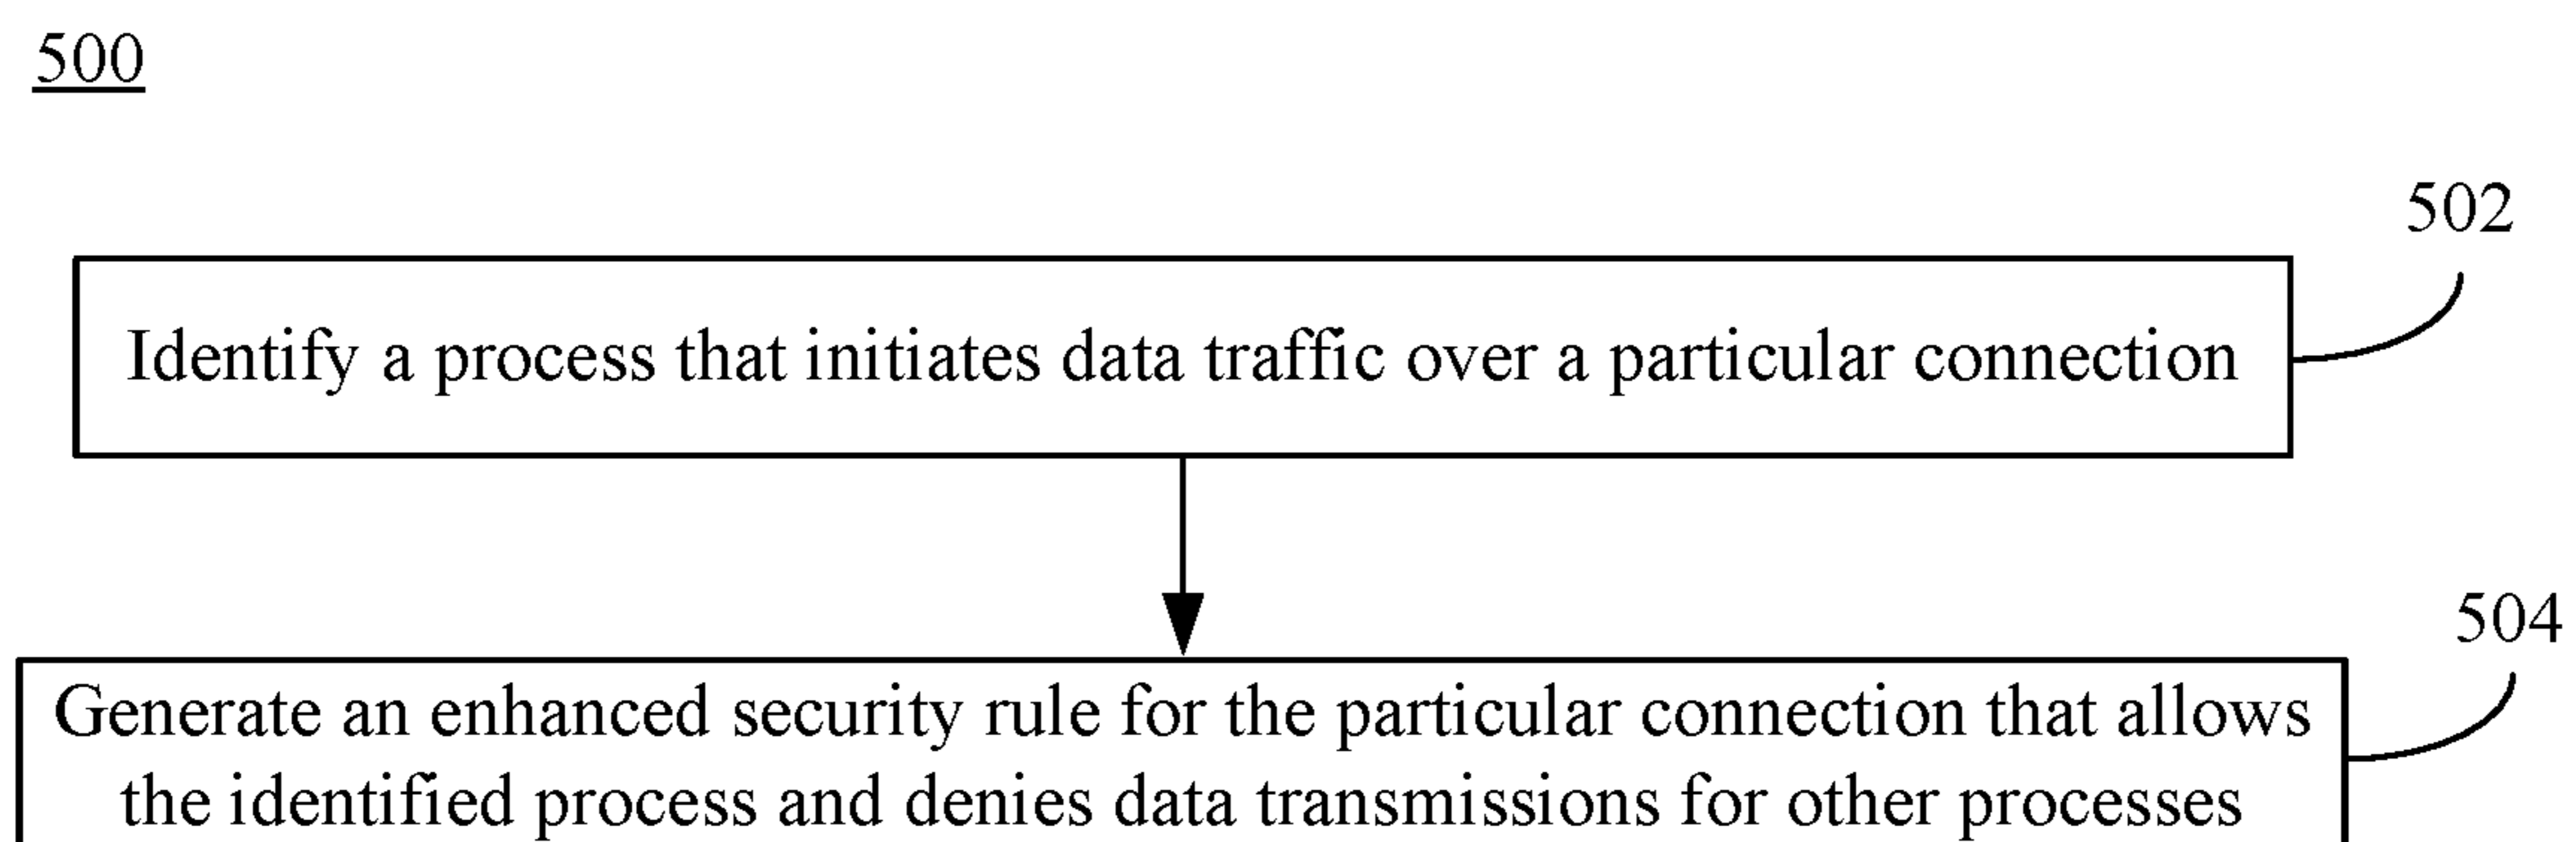 500
502
Identify a process that initiates data traffic over a particular connection
504
Generate an enhanced security rule for the particular connection that allows
the identified process and denies data transmissions for other processes